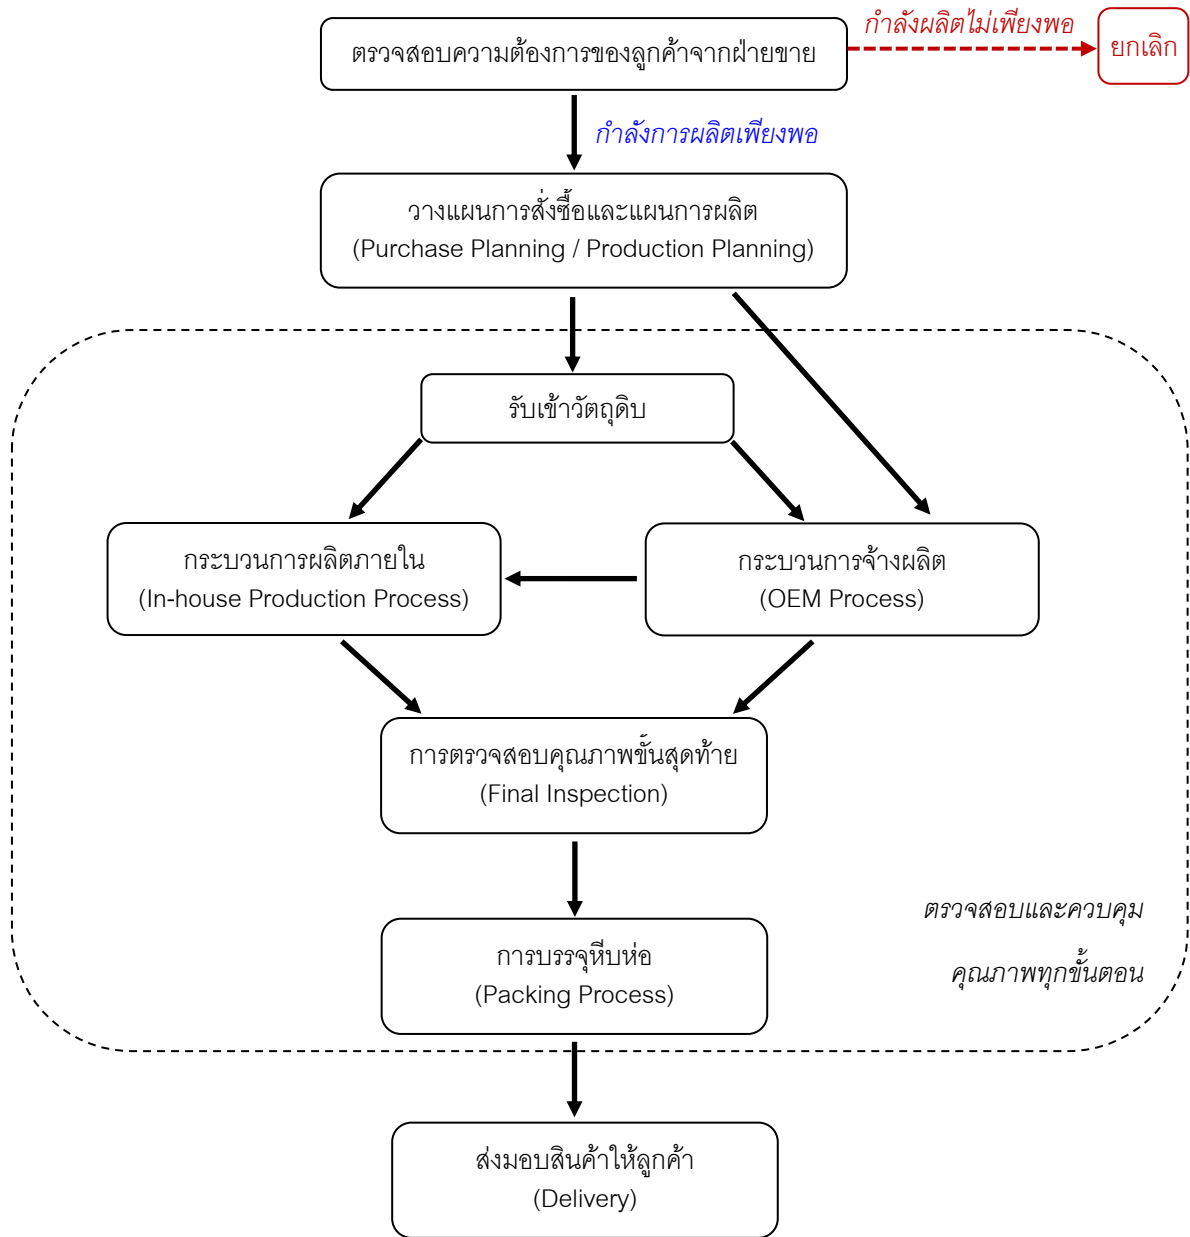 กำลังผลิตไม่เพียงพอ
ตรวจสอบความต้องการของลูกค้าจากฝ่ายขาย
ยกเลิก
กำลังการผลิตเพียงพอ
วางแผนการสั่งซื้อและแผนการผลิต
(Purchase Planning / Production Planning)
รับเข้าวัตถุดิบ
กระบวนการผลิตภายใน
(In-house Production Process)
กระบวนการจ้างผลิต
(OEM Process)
การตรวจสอบคุณภาพขั้นสุดท้าย
(Final Inspection)
ตรวจสอบและควบคุม
คุณภาพทุกขั้นตอน
การบรรจุหีบห่อ
(Packing Process)
ส่งมอบสินค้าให้ลูกค้า
(Delivery)